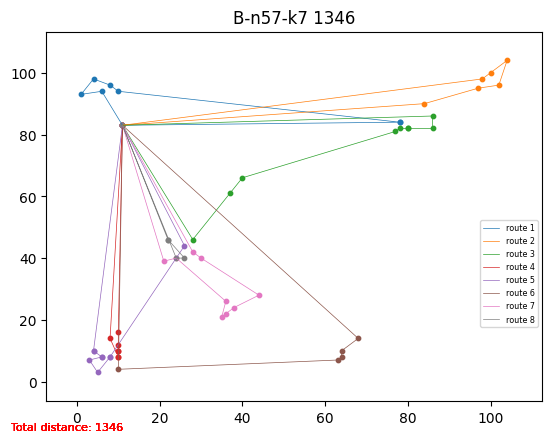 B-n57-k7 1346
100
80
60
40
20
0
0 20 40 60 80 100
route 1
route 2
route 3
route 4
route 5
route 6
route 7
route 8
Total distance: 1346